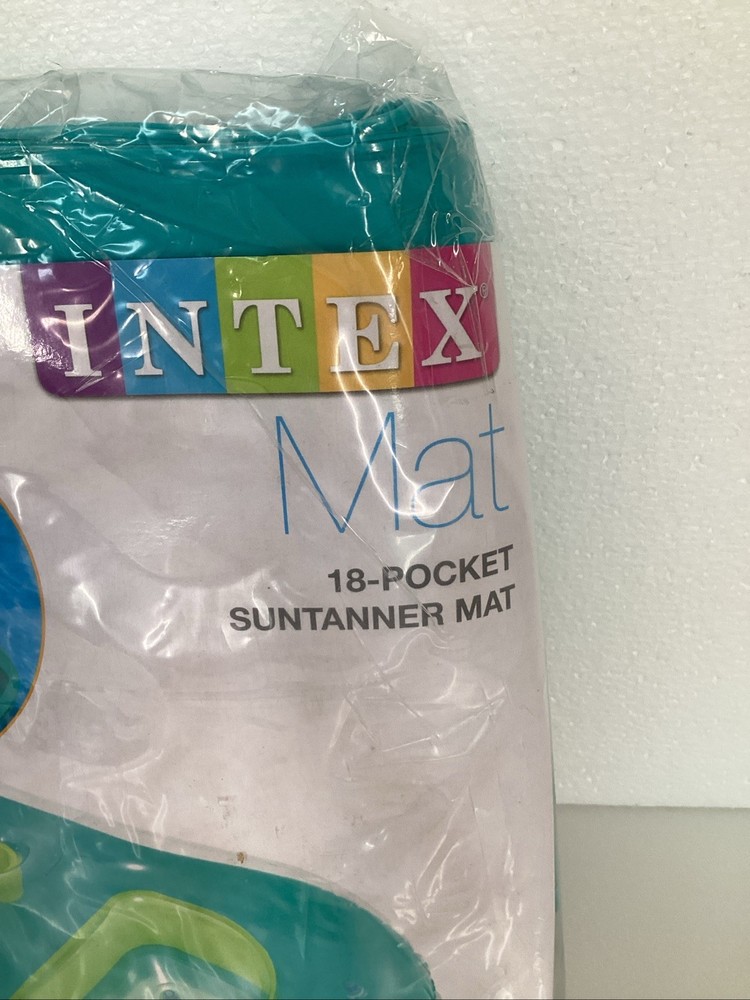 INTEX®
Mat
18-POCKET
SUNTANNER MAT